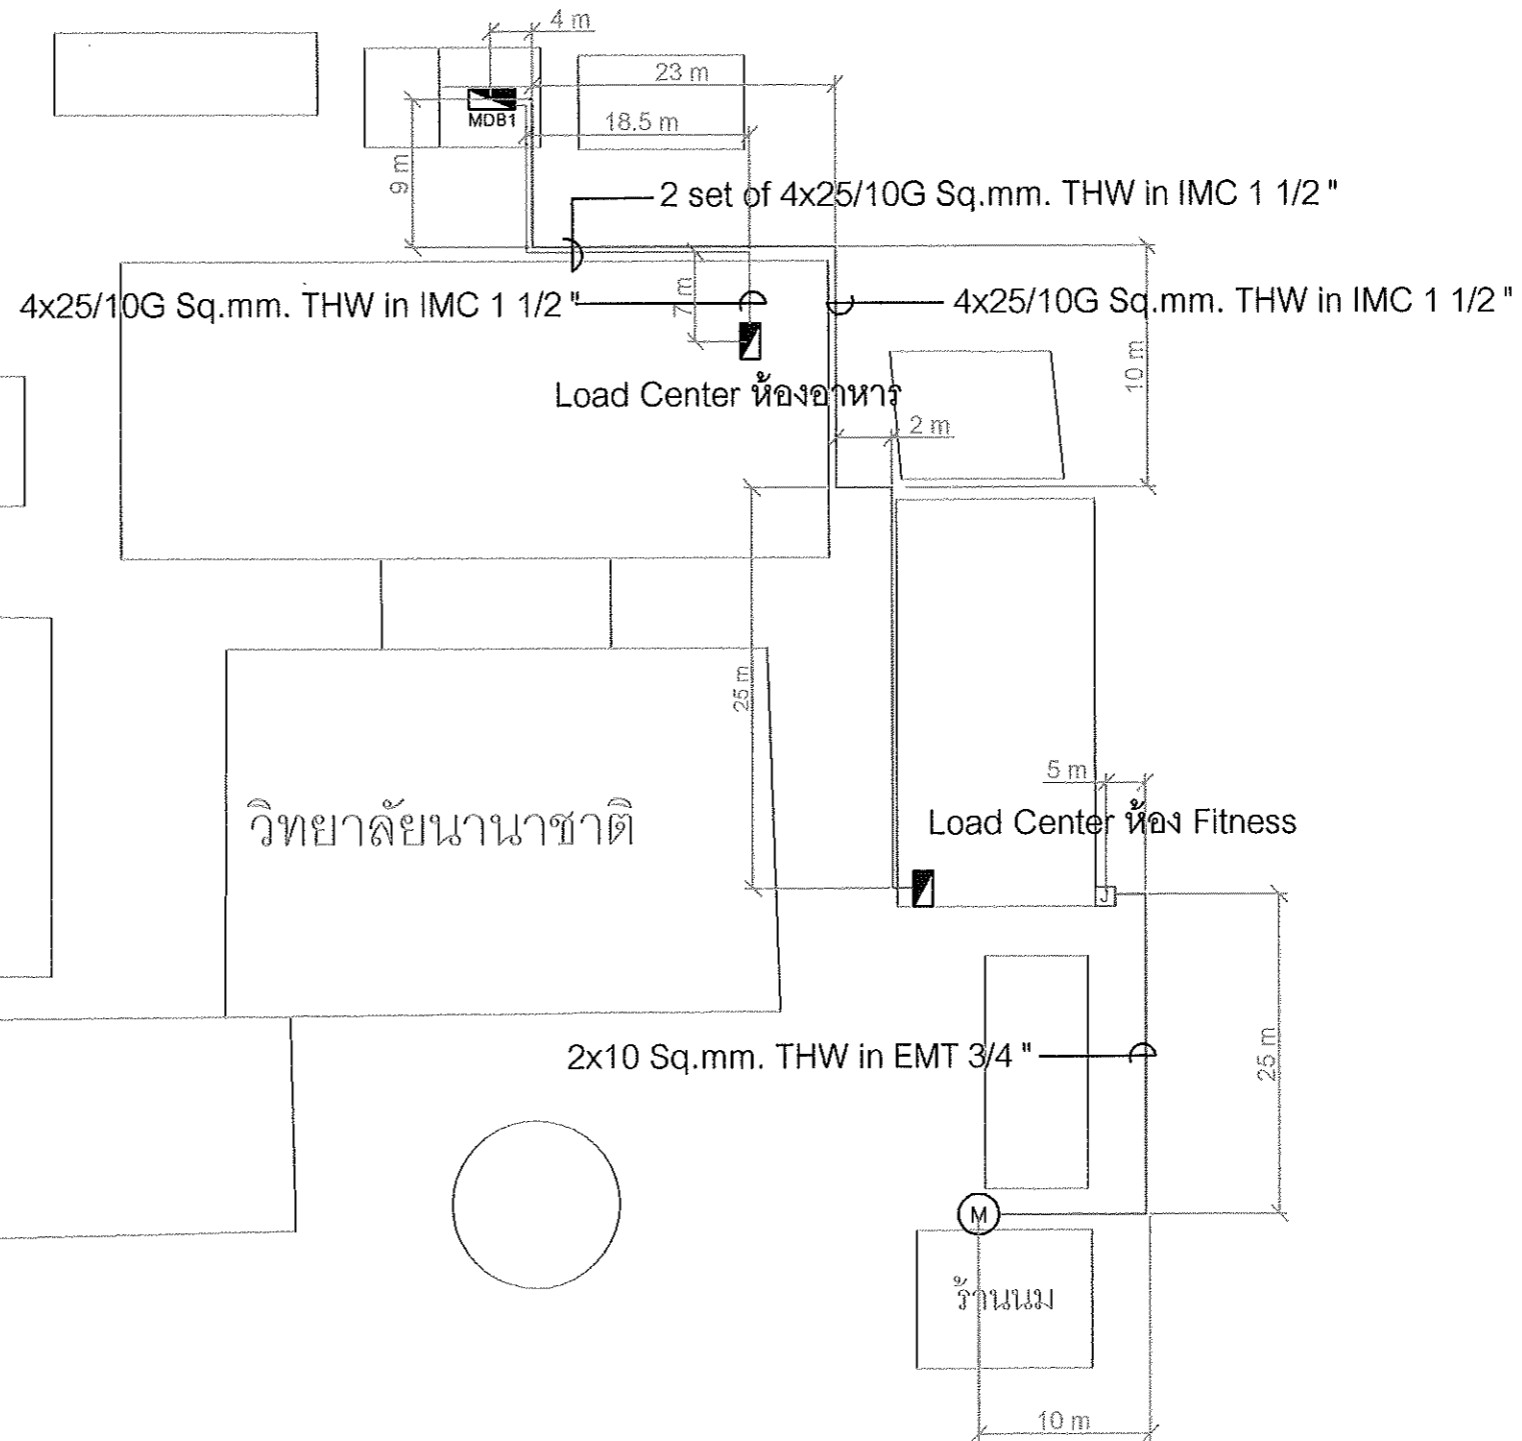 4 m
23 m
MDB1
18.5 m
9 m
2 set of 4x25/10G Sq.mm. THW in IMC 1 1/2 "
4x25/10G Sq.mm. THW in IMC 1 1/2 "
7 m
4x25/10G Sq.mm. THW in IMC 1 1/2 "
10 m
Load Center ห้องอาหาร
2 m
25 m
5 m
วิทยาลัยนานาชาติ
Load Center ห้อง Fitness
J
2x10 Sq.mm. THW in EMT 3/4 "
25 m
M
ร้านนม
10 m